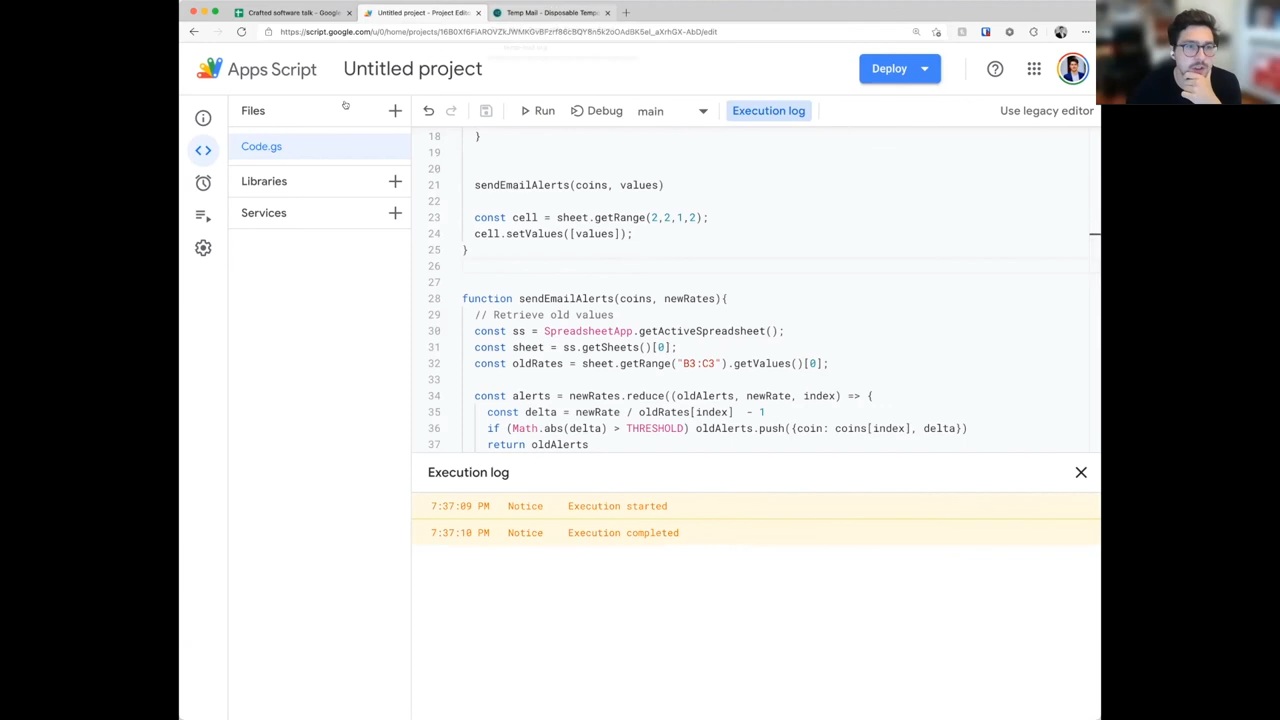 Crafted software talk - Google
Untitled project - Project Edito
Temp Mail - Disposable Tempo
Apps Script
Untitled project
Deploy
Files
Run
Debug
main
Execution log
Use legacy editor
Code.gs
Libraries
Services
18 }
19
20
21 sendEmailAlerts(coins, values)
22
23 const cell = sheet.getRange(2,2,1,2);
24 cell.setValues([values]);
25 }
26
27
28 function sendEmailAlerts(coins, newRates){
29 // Retrieve old values
30 const ss = SpreadsheetApp.getActiveSpreadsheet();
31 const sheet = ss.getSheets()[0];
32 const oldRates = sheet.getRange("B3:C3").getValues()[0];
33
34 const alerts = newRates.reduce((oldAlerts, newRate, index) => {
35 const delta = newRate / oldRates[index] - 1
36 if (Math.abs(delta) > THRESHOLD) oldAlerts.push({coin: coins[index], delta})
37 return oldAlerts
Execution log
7:37:09 PM Notice Execution started
7:37:10 PM Notice Execution completed